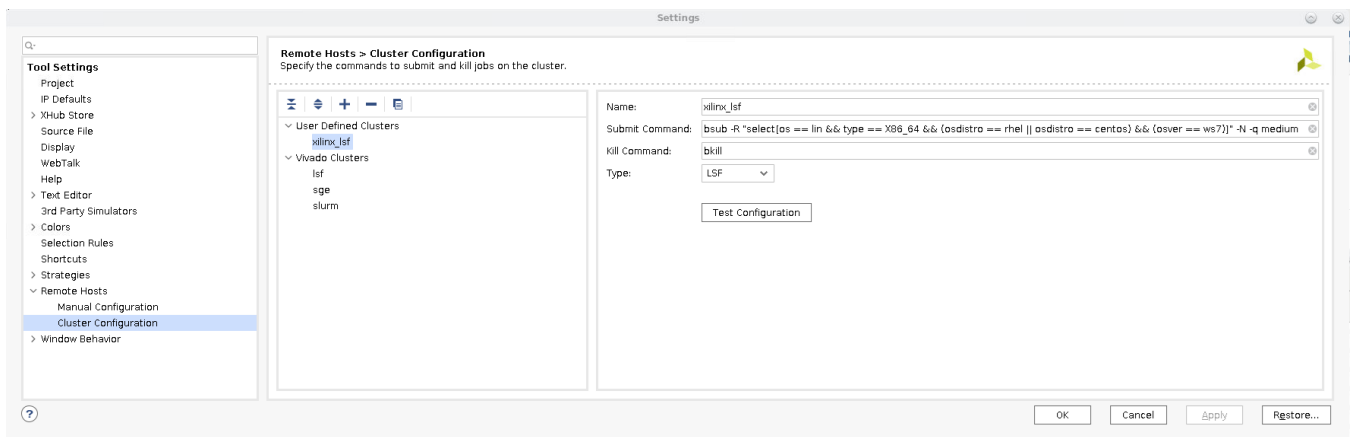 Settings
Tool Settings
Project
IP Defaults
XHub Store
Source File
Display
WebTalk
Help
Text Editor
3rd Party Simulators
Colors
Selection Rules
Shortcuts
Strategies
Remote Hosts
Manual Configuration
Cluster Configuration
Window Behavior
Remote Hosts > Cluster Configuration
Specify the commands to submit and kill jobs on the cluster.
User Defined Clusters
xilinx_lsf
Vivado Clusters
lsf
sge
slurm
Name: xilinx_lsf
Submit Command: bsub -R "select[os == lin && type == X86_64 && (osdistro == rhel || osdistro == centos) && (osver == ws7)]" -N -q medium
Kill Command: bkill
Type: LSF
Test Configuration
? OK Cancel Apply Restore...